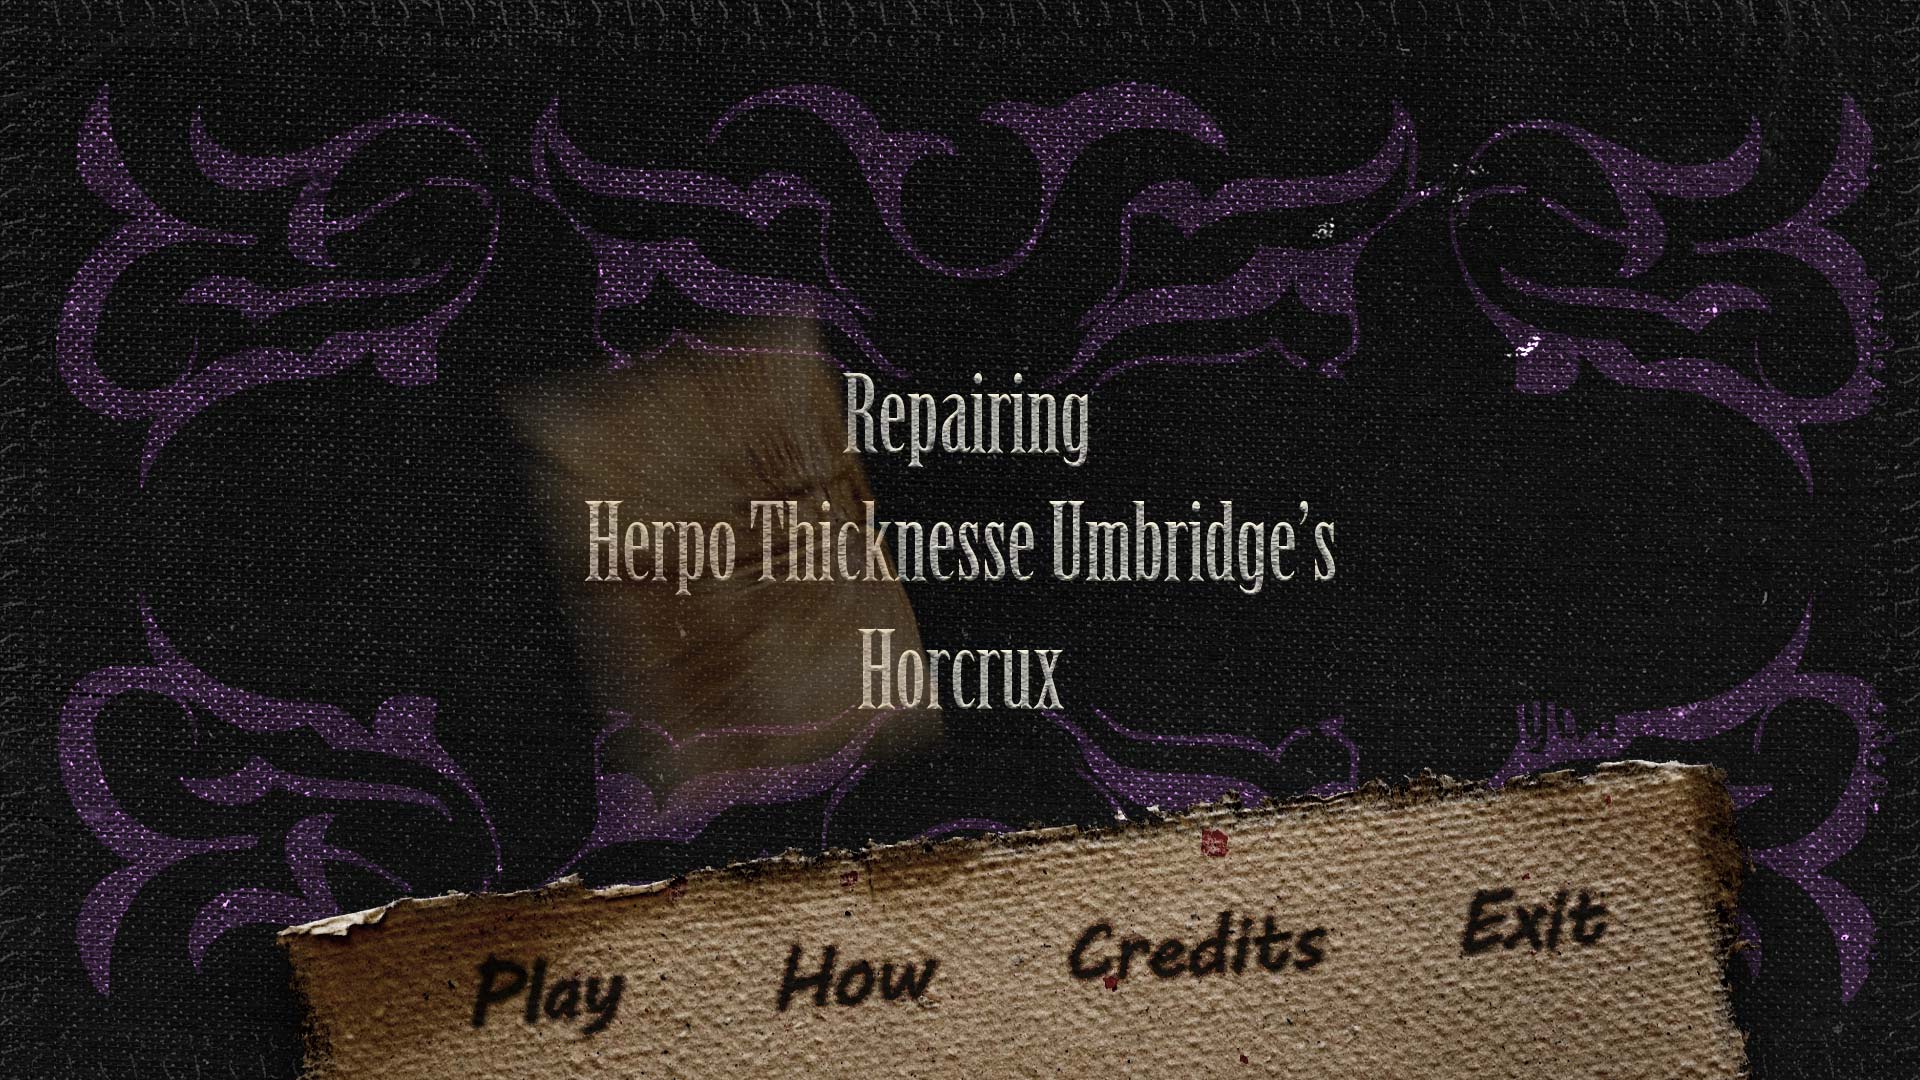 Repairing
Herpo Thicknesse Umbridge’s
Horcrux
Play How Credits Exit